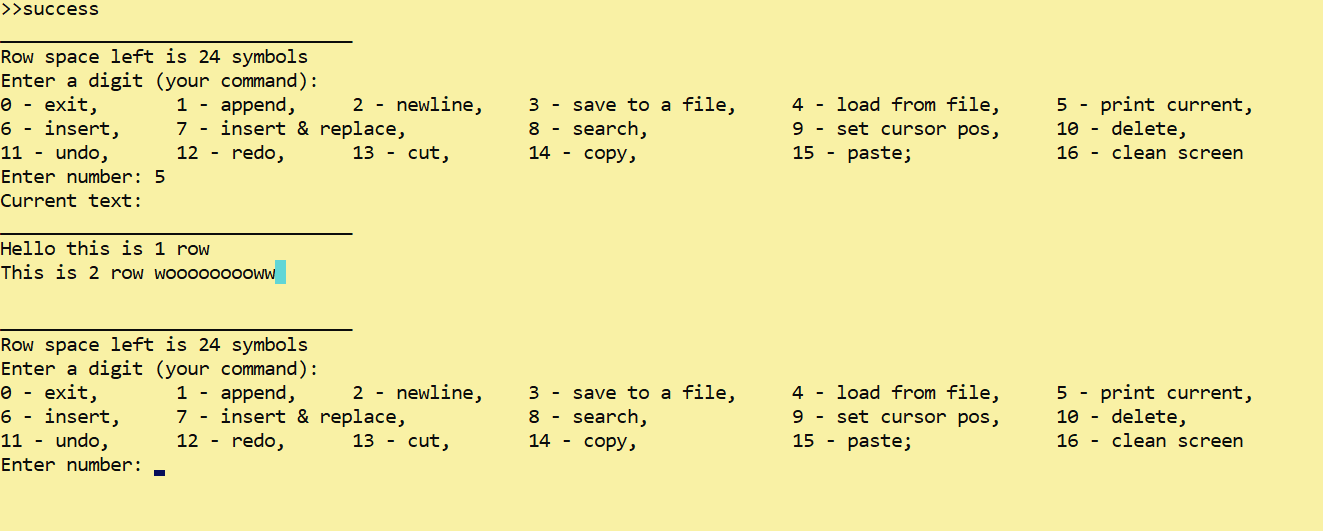 >>success
________________________________
Row space left is 24 symbols
Enter a digit (your command):
0 - exit,       1 - append,     2 - newline,    3 - save to a file,     4 - load from file,     5 - print current,
6 - insert,     7 - insert & replace,           8 - search,             9 - set cursor pos,     10 - delete,
11 - undo,      12 - redo,      13 - cut,       14 - copy,              15 - paste;             16 - clean screen
Enter number: 5
Current text:
________________________________
Hello this is 1 row
This is 2 row wooooooooww
________________________________
Row space left is 24 symbols
Enter a digit (your command):
0 - exit,       1 - append,     2 - newline,    3 - save to a file,     4 - load from file,     5 - print current,
6 - insert,     7 - insert & replace,           8 - search,             9 - set cursor pos,     10 - delete,
11 - undo,      12 - redo,      13 - cut,       14 - copy,              15 - paste;             16 - clean screen
Enter number: